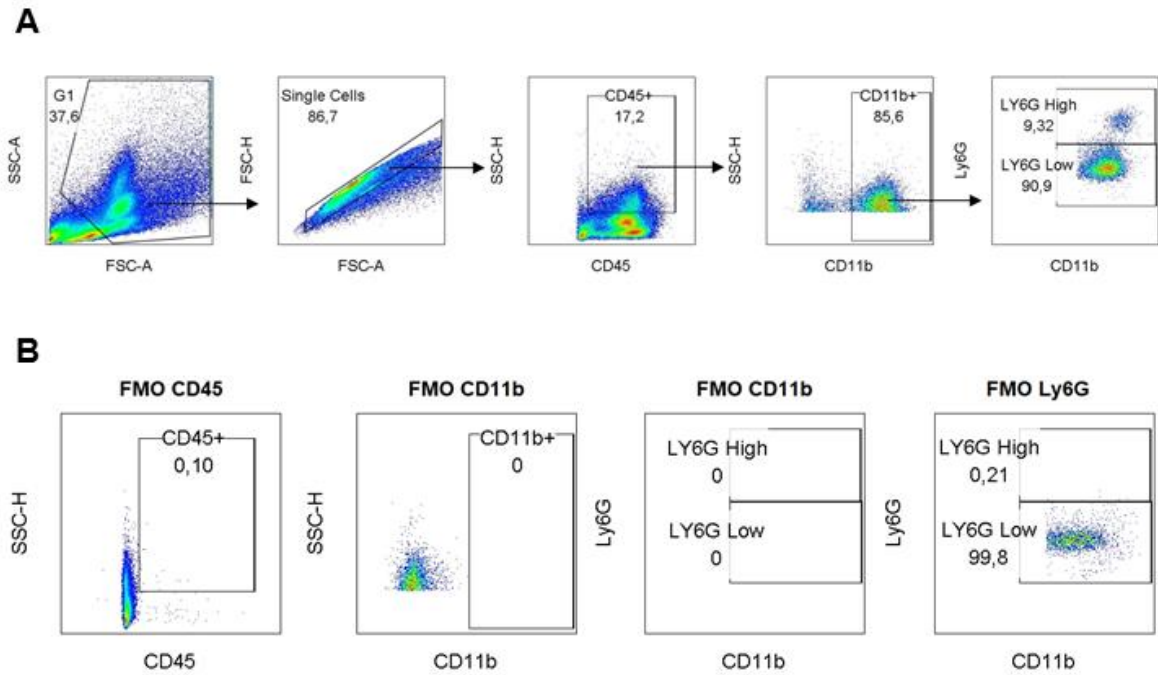 A
G1
37,6
SSC-A
FSC-A
Single Cells
86,7
FSC-H
FSC-A
CD45+
17,2
SSC-H
CD45
CD11b+
85,6
SSC-H
CD11b
LY6G High
9,32
LY6G Low
90,9
Ly6G
CD11b
B
FMO CD45
CD45+
0,10
SSC-H
CD45
FMO CD11b
CD11b+
0
SSC-H
CD11b
FMO CD11b
LY6G High
0
LY6G Low
0
Ly6G
CD11b
FMO Ly6G
LY6G High
0,21
LY6G Low
99,8
Ly6G
CD11b